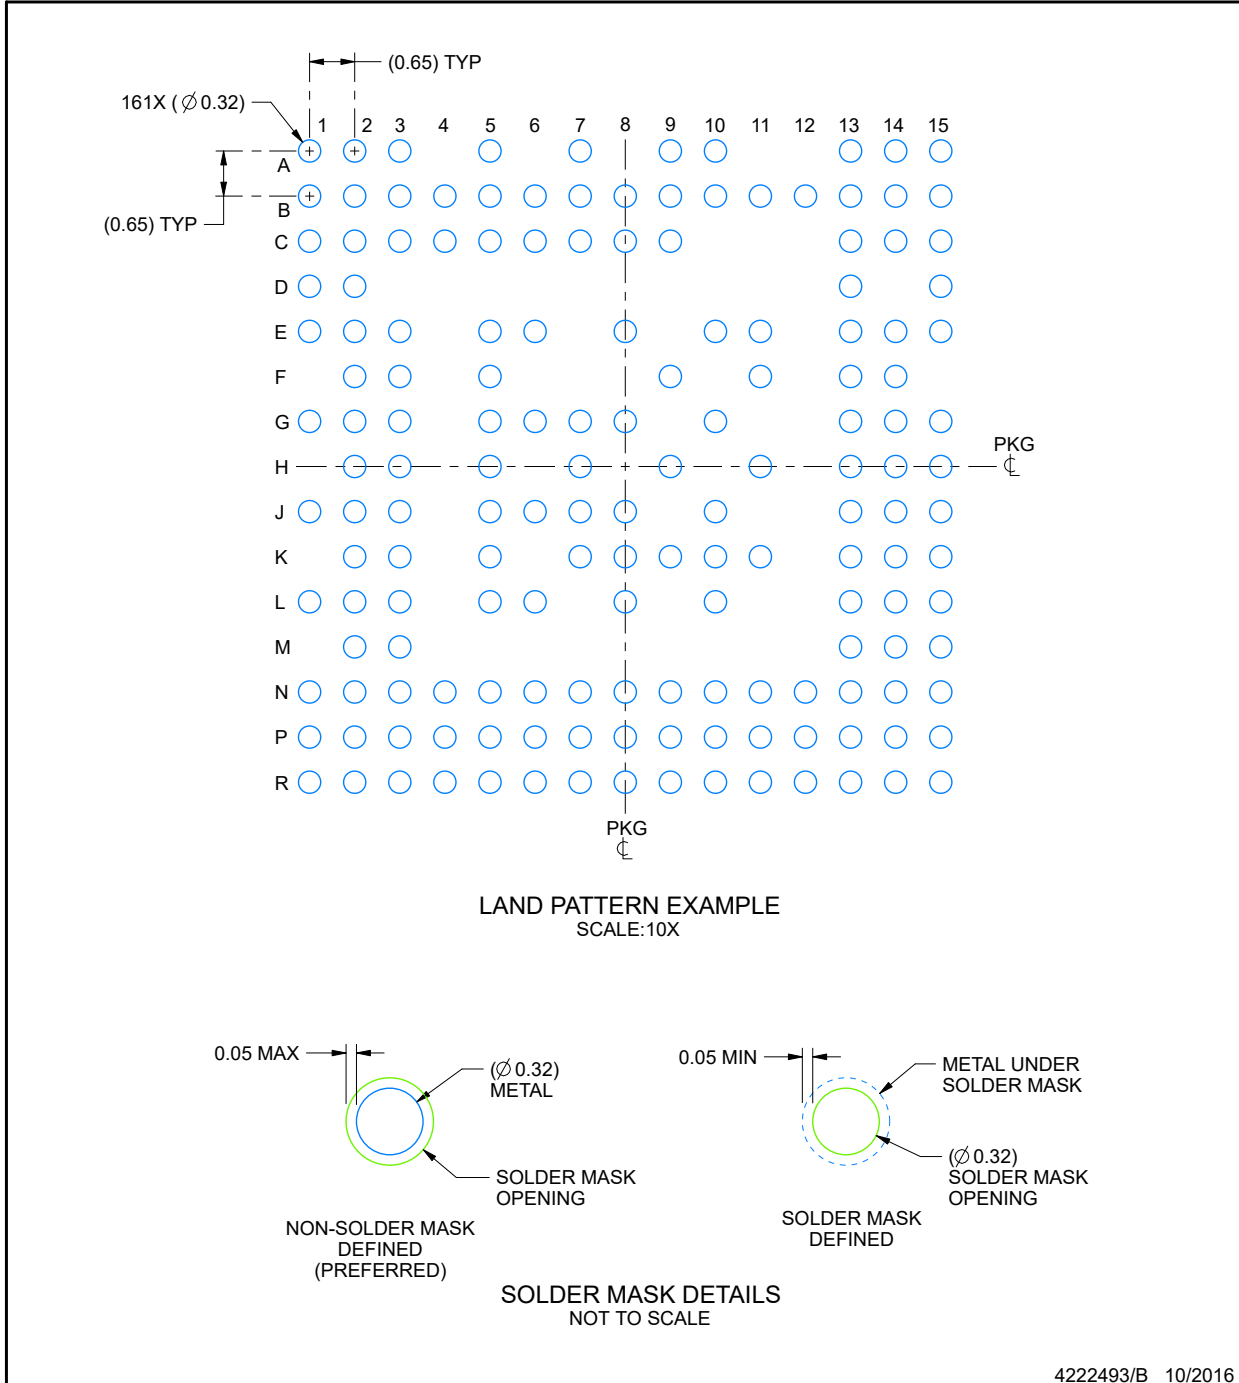 (0.65) TYP
161X (∅0.32)
1 2 3 4 5 6 7 8 9 10 11 12 13 14 15
A
B
(0.65) TYP
C
D
E
F
G
PKG
H
℄
J
K
L
M
N
P
R
PKG
℄
LAND PATTERN EXAMPLE
SCALE:10X
0.05 MAX
(∅0.32)
METAL
SOLDER MASK
OPENING
NON-SOLDER MASK
DEFINED
(PREFERRED)
0.05 MIN
METAL UNDER
SOLDER MASK
(∅0.32)
SOLDER MASK
OPENING
SOLDER MASK
DEFINED
SOLDER MASK DETAILS
NOT TO SCALE
4222493/B 10/2016